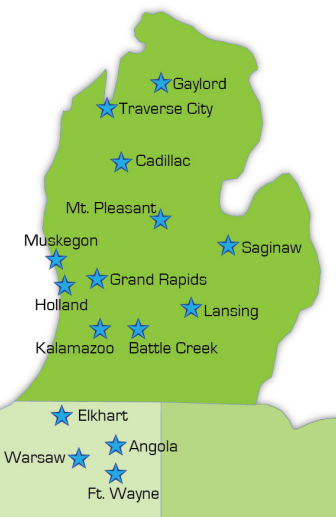 Gaylord
Traverse City
Cadillac
Mt. Pleasant
Muskegon
Saginaw
Grand Rapids
Holland
Lansing
Kalamazoo
Battle Creek
Elkhart
Angola
Warsaw
Ft. Wayne